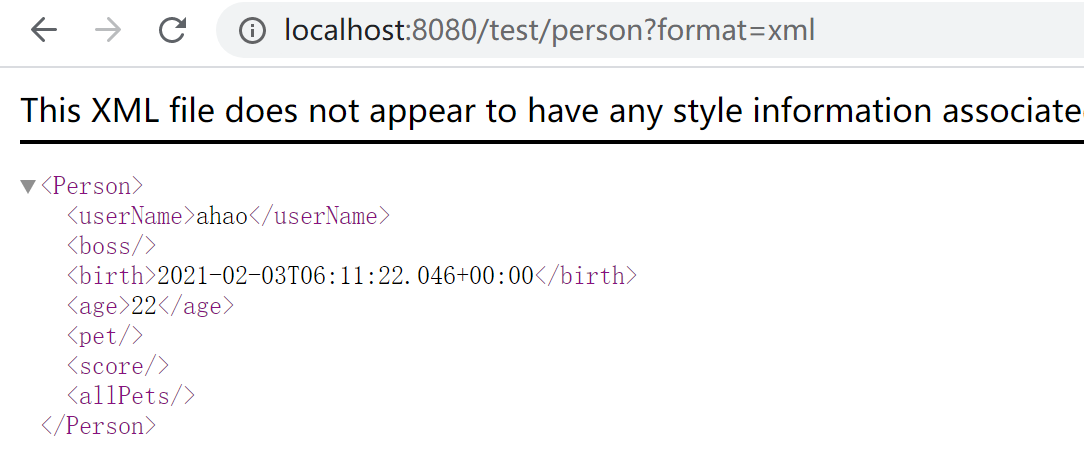 localhost:8080/test/person?format=xml
This XML file does not appear to have any style information associate
<Person>
<userName>ahao</userName>
<boss/>
<birth>2021-02-03T06:11:22.046+00:00</birth>
<age>22</age>
<pet/>
<score/>
<allPets/>
</Person>